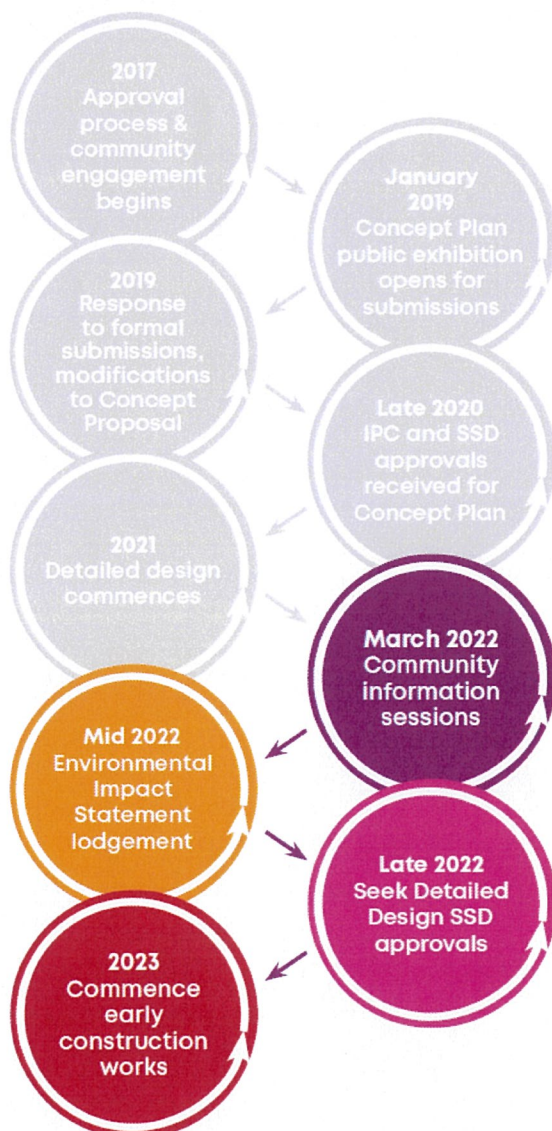 2017
Approval
process &
community
engagement
begins
January
2019
Concept Plan
public exhibition
opens for
submissions
2019
Response
to formal
submissions,
modifications
to Concept
Proposal
Late 2020
IPC and SSD
approvals
received for
Concept Plan
2021
Detailed design
commences
March 2022
Community
information
sessions
Mid 2022
Environmental
Impact
Statement
lodgement
Late 2022
Seek Detailed
Design SSD
approvals
2023
Commence
early
construction
works